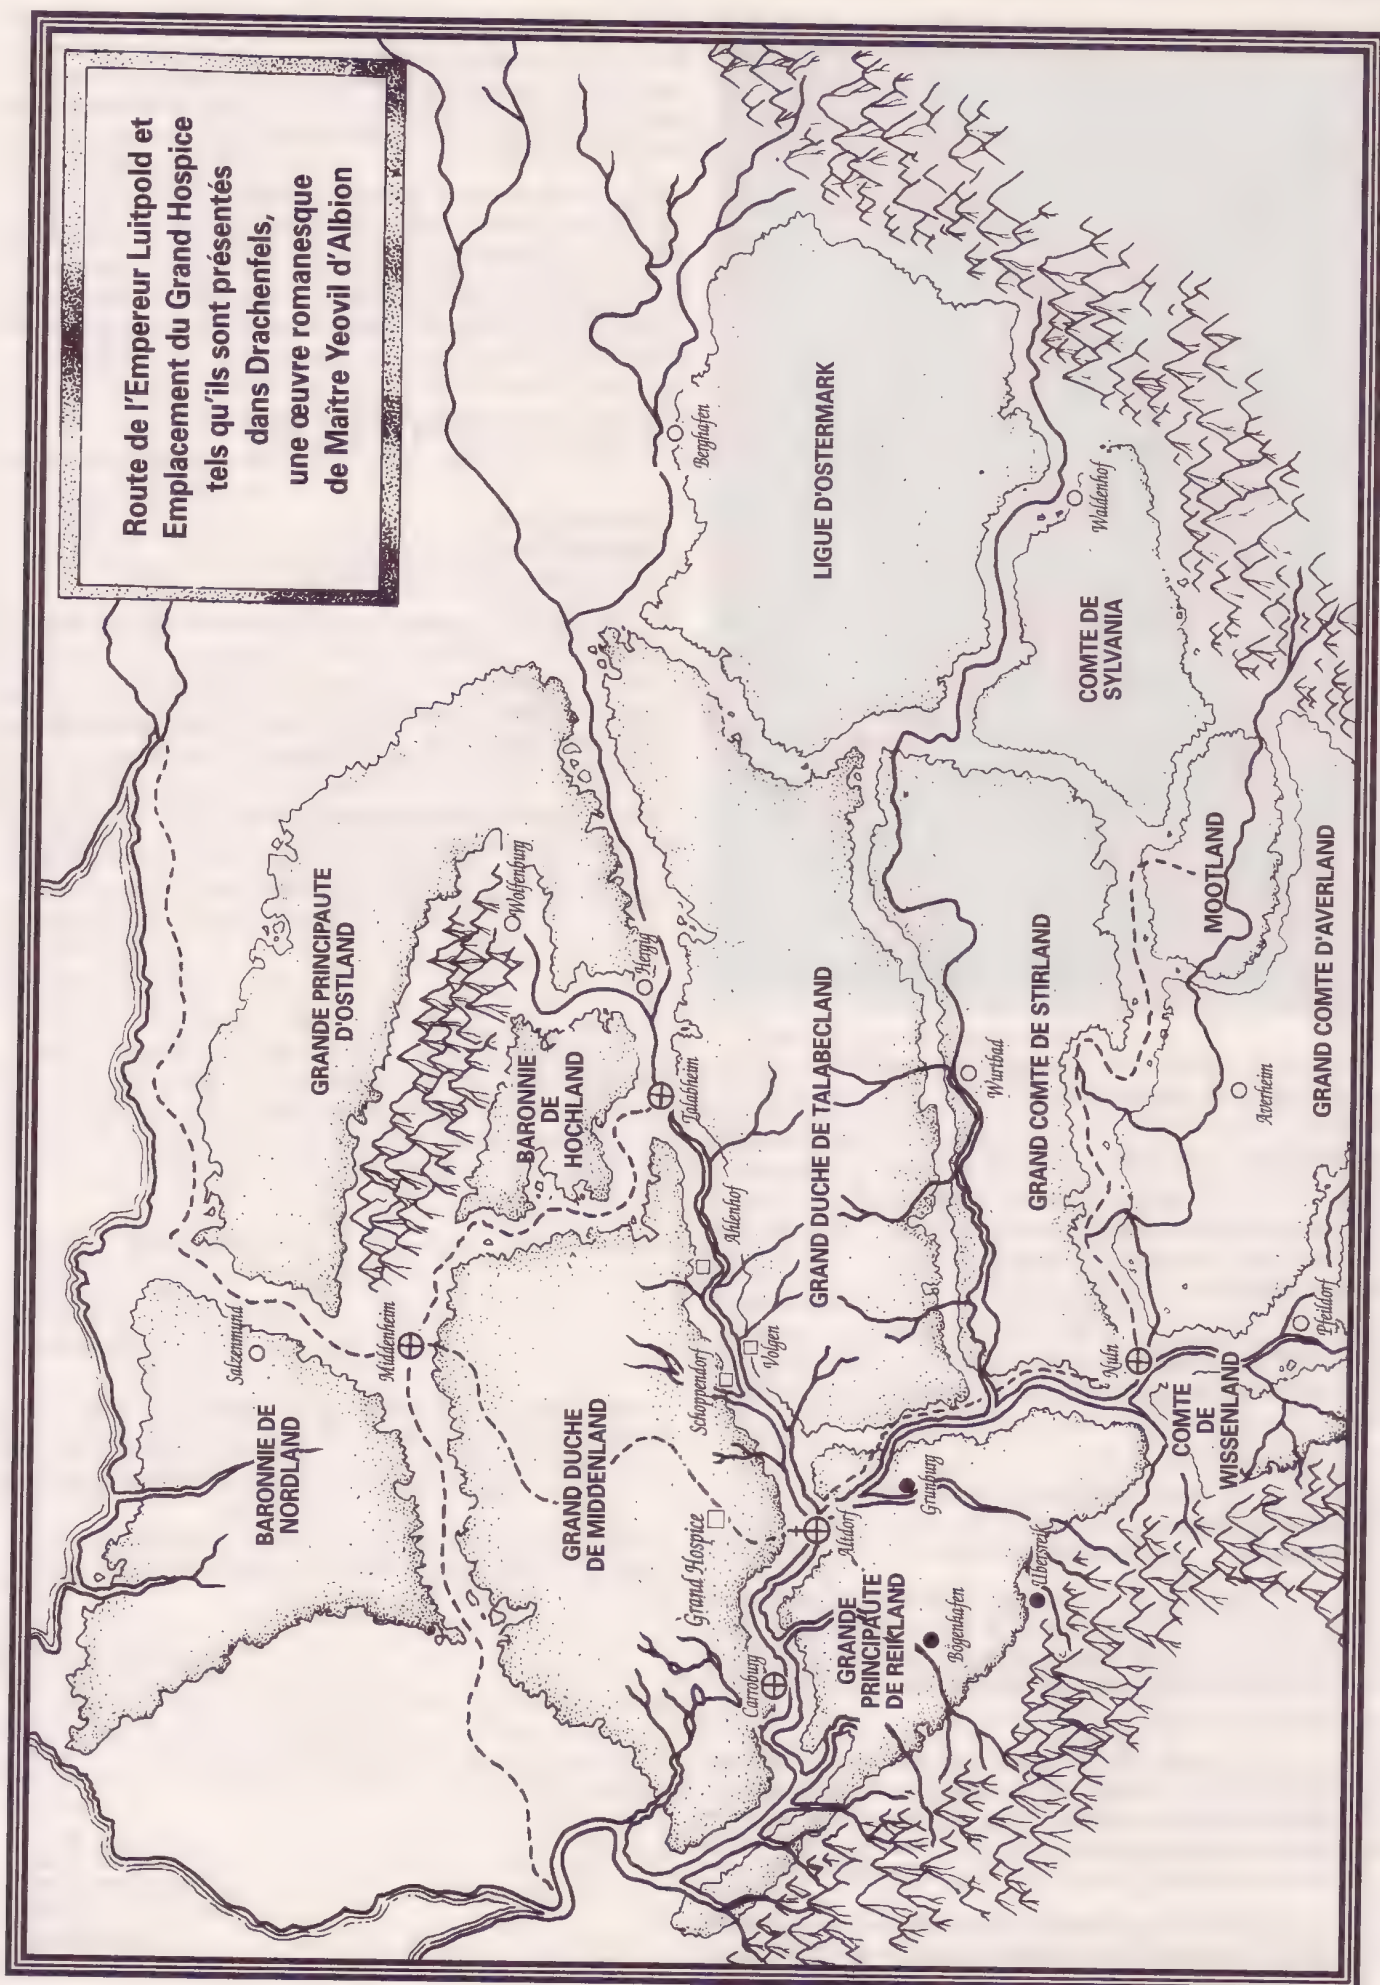 Route de l'Empereur Luitpold et
Emplacement du Grand Hospice
tels qu'ils sont présentés
dans Drachenfels,
une œuvre romanesque
de Maître Yeovil d'Albion
BARONNIE DE
NORDLAND
Salzenmund
Middenheim
GRANDE PRINCIPAUTE
D'OSTLAND
Wolfenburg
Hergig
BARONNIE
DE
HOCHLAND
Talabheim
GRAND DUCHE
DE MIDDENLAND
Grand Hospice
Schoppendorf
Volgen
Ahlenhof
Carroburg
Altdorf
GRANDE
PRINCIPAUTE
DE REIKLAND
Grunburg
Bögenhafen
Ubersreik
GRAND DUCHE DE TALABECLAND
Berghafen
LIGUE D'OSTERMARK
Waldenhof
COMTE DE
SYLVANIA
Wurtbad
GRAND COMTE DE STIRLAND
Nuln
COMTE
DE
WISSENLAND
Pfeildorf
Averheim
MOOTLAND
GRAND COMTE D'AVERLAND